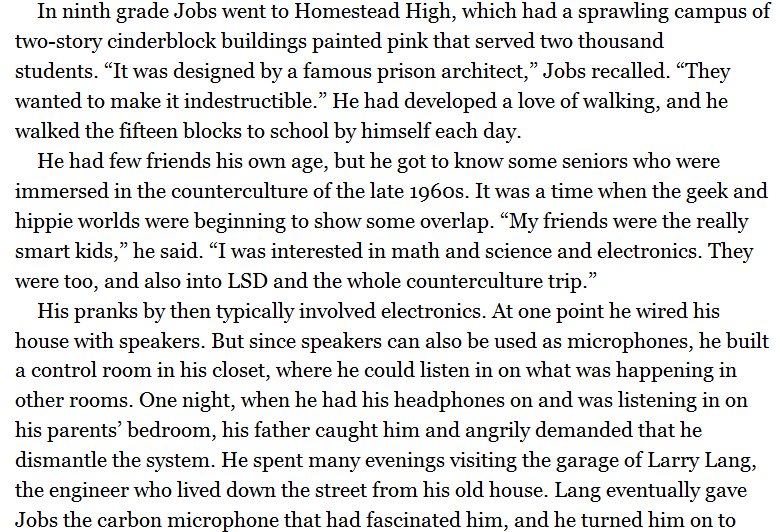 In ninth grade Jobs went to Homestead High, which had a sprawling campus of
two-story cinderblock buildings painted pink that served two thousand
students. “It was designed by a famous prison architect,” Jobs recalled. “They
wanted to make it indestructible.” He had developed a love of walking, and he
walked the fifteen blocks to school by himself each day.
He had few friends his own age, but he got to know some seniors who were
immersed in the counterculture of the late 1960s. It was a time when the geek and
hippie worlds were beginning to show some overlap. “My friends were the really
smart kids,” he said. “I was interested in math and science and electronics. They
were too, and also into LSD and the whole counterculture trip.”
His pranks by then typically involved electronics. At one point he wired his
house with speakers. But since speakers can also be used as microphones, he built
a control room in his closet, where he could listen in on what was happening in
other rooms. One night, when he had his headphones on and was listening in on
his parents’ bedroom, his father caught him and angrily demanded that he
dismantle the system. He spent many evenings visiting the garage of Larry Lang,
the engineer who lived down the street from his old house. Lang eventually gave
Jobs the carbon microphone that had fascinated him, and he turned him on to